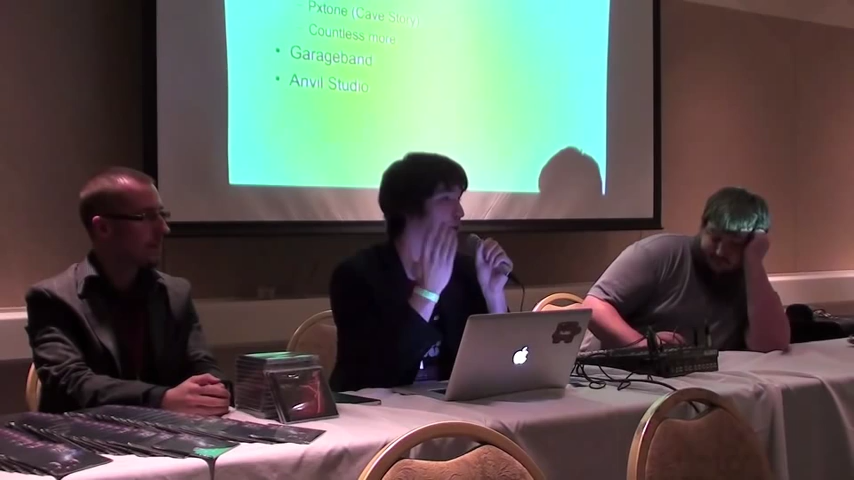 Pxtone (Cave Story)
Countless more
• Garageband
• Anvil Studio